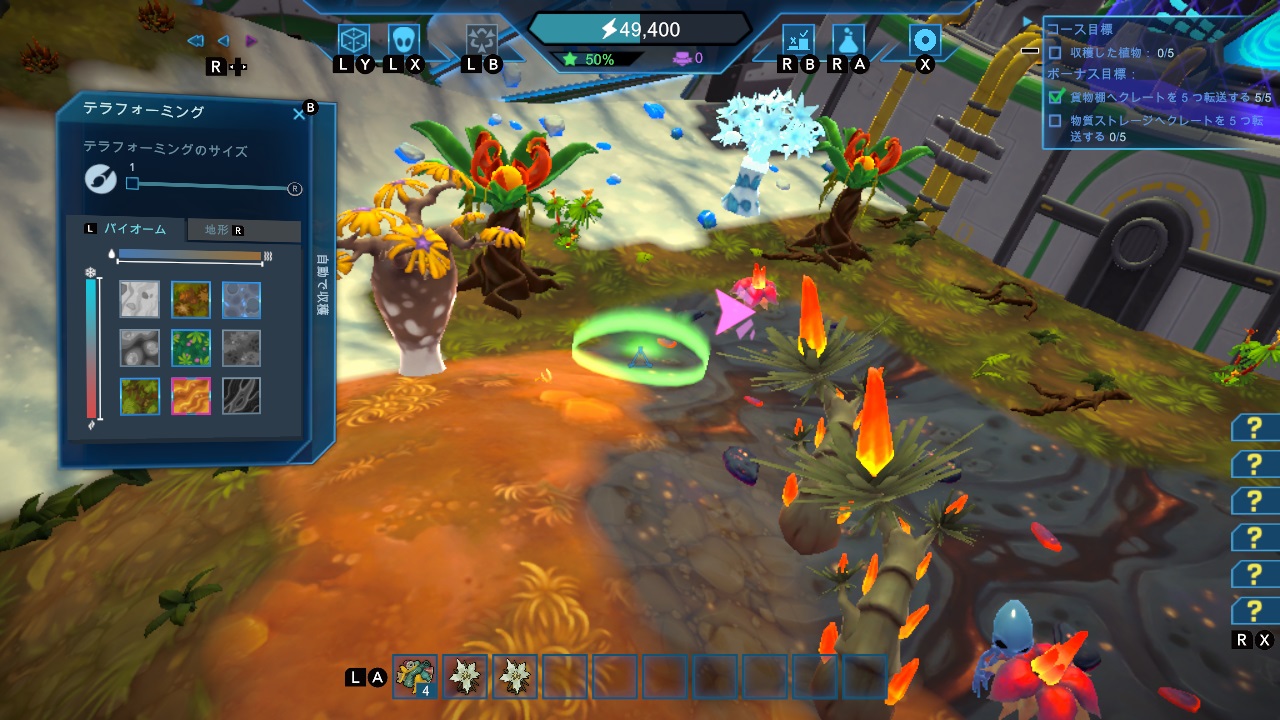 49,400
50%
0
R
L Y
L X
L B
R B
R A
X
コース目標
収穫した植物： 0/5
ボーナス目標：
貨物棚へクレートを５つ転送する 5/5
物質ストレージへクレートを５つ転
送する 0/5
テラフォーミング
B
テラフォーミングのサイズ
1
R
L バイオーム
地形 R
自動で収穫
?
?
?
?
?
?
R X
L A
4